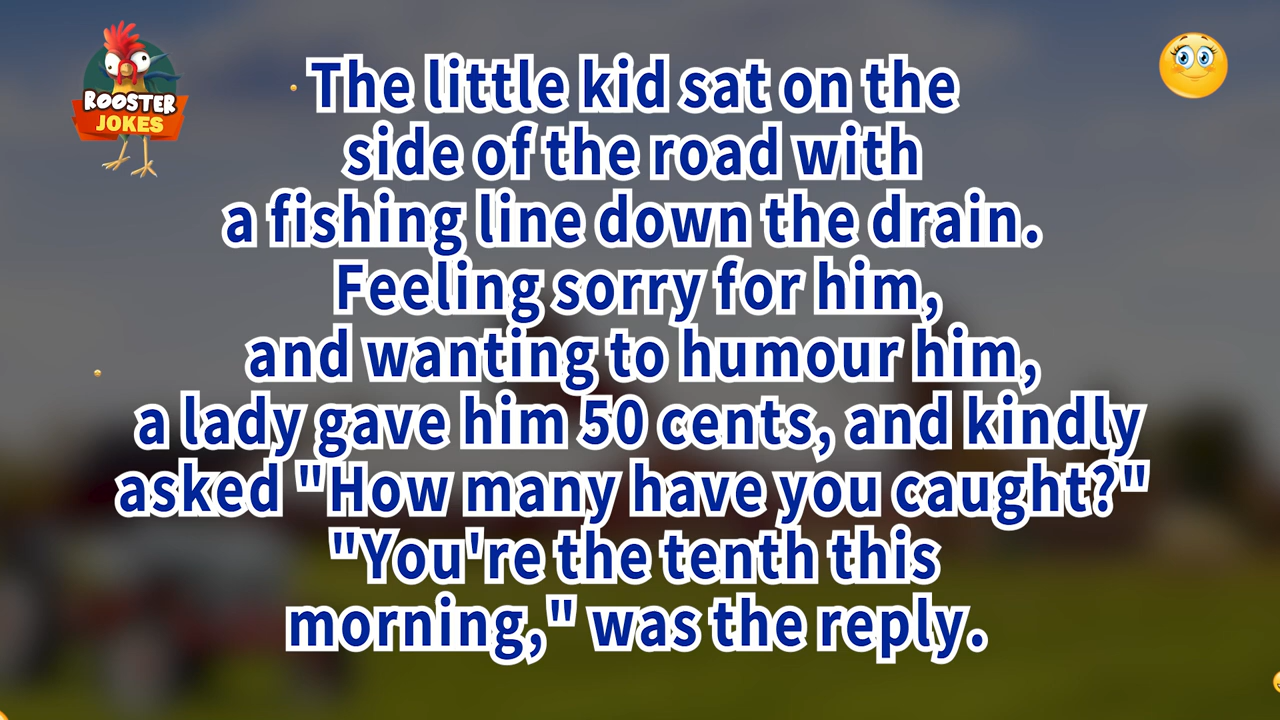 ROOSTER
JOKES
The little kid sat on the
side of the road with
a fishing line down the drain.
Feeling sorry for him,
and wanting to humour him,
a lady gave him 50 cents, and kindly
asked "How many have you caught?"
"You're the tenth this
morning," was the reply.